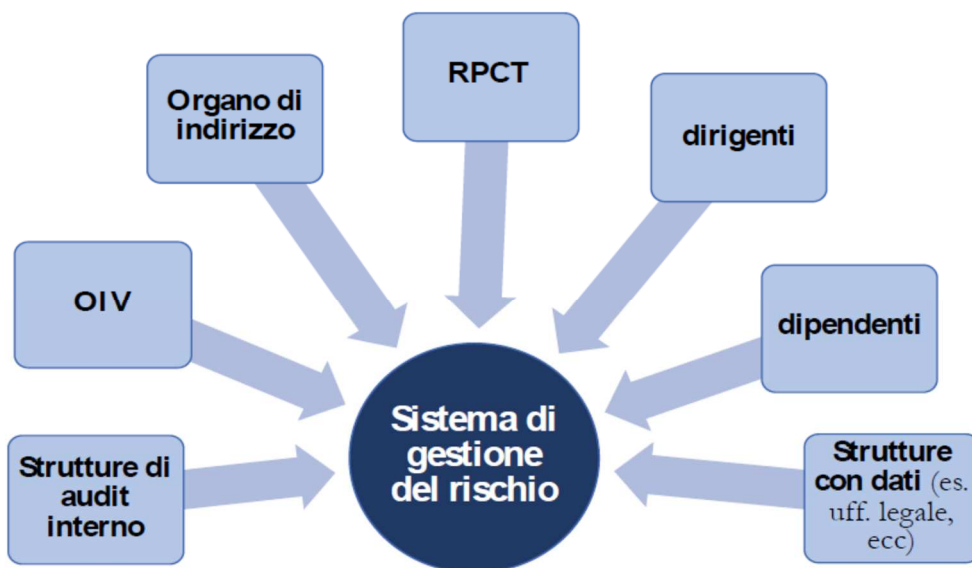 RPCT
Organo di
indirizzo
dirigenti
OIV
dipendenti
Sistema di
gestione
del rischio
Strutture di
audit
interno
Strutture
con dati (es.
uff. legale,
ecc)